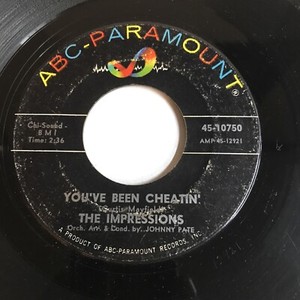 ABC-PARAMOUNT
Chi-Sound -
B M I
Time: 2:36
45-10750
AMP-45-12921
YOU'VE BEEN CHEATIN'
(Curtis Mayfield)
THE IMPRESSIONS
Orch. Arr. & Cond. by JOHNNY PATE
A PRODUCT OF ABC-PARAMOUNT RECORDS, INC.